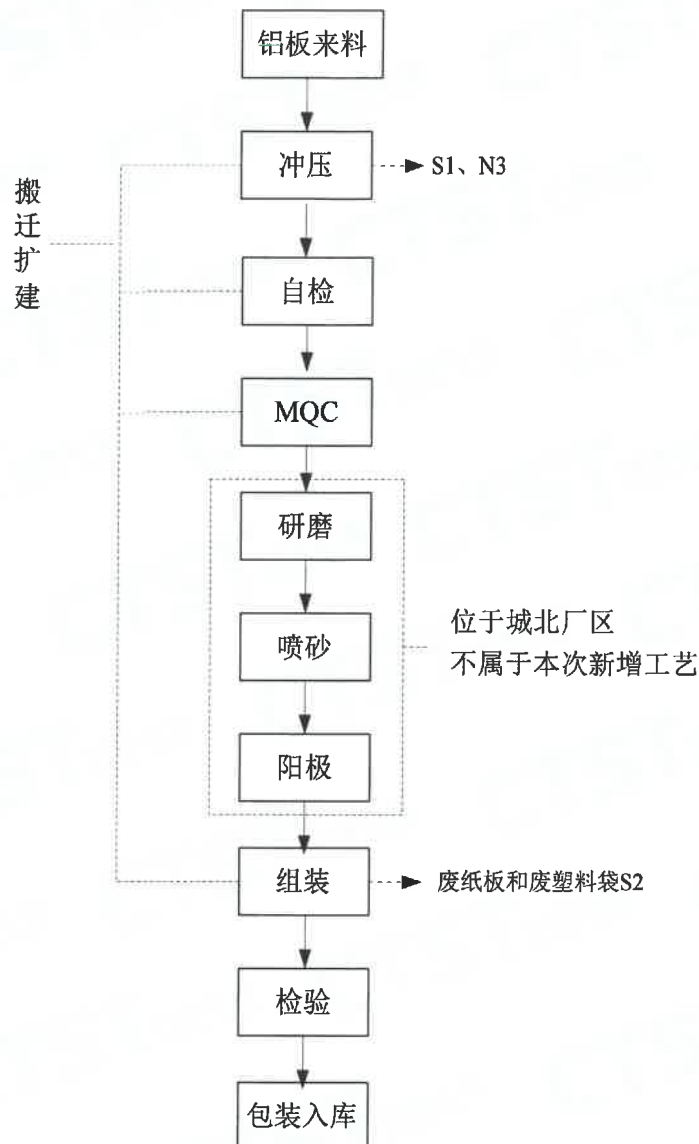 铝板来料
冲压
S1、N3
搬迁扩建
自检
MQC
研磨
喷砂
位于城北厂区
不属于本次新增工艺
阳极
组装
废纸板和废塑料袋S2
检验
包装入库